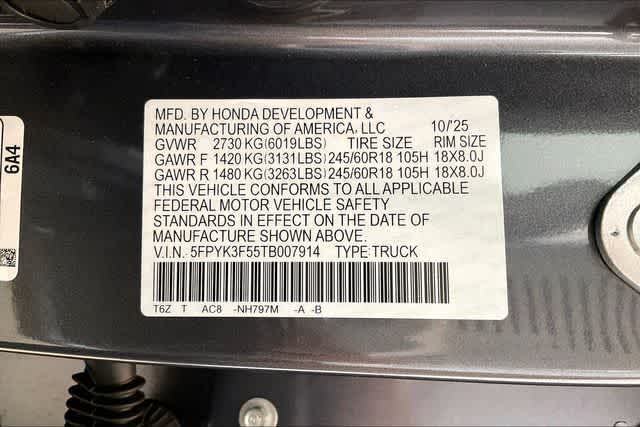 MFD. BY HONDA DEVELOPMENT &
MANUFACTURING OF AMERICA, LLC 10/'25
GVWR 2730 KG(6019LBS) TIRE SIZE RIM SIZE
GAWR F 1420 KG(3131LBS) 245/60R18 105H 18X8.0J
GAWR R 1480 KG(3263LBS) 245/60R18 105H 18X8.0J
THIS VEHICLE CONFORMS TO ALL APPLICABLE
FEDERAL MOTOR VEHICLE SAFETY
STANDARDS IN EFFECT ON THE DATE OF
MANUFACTURE SHOWN ABOVE.
V.I.N. 5FPYK3F55TB007914 TYPE:TRUCK
T6Z T AC8 -NH797M -A -B
6A4